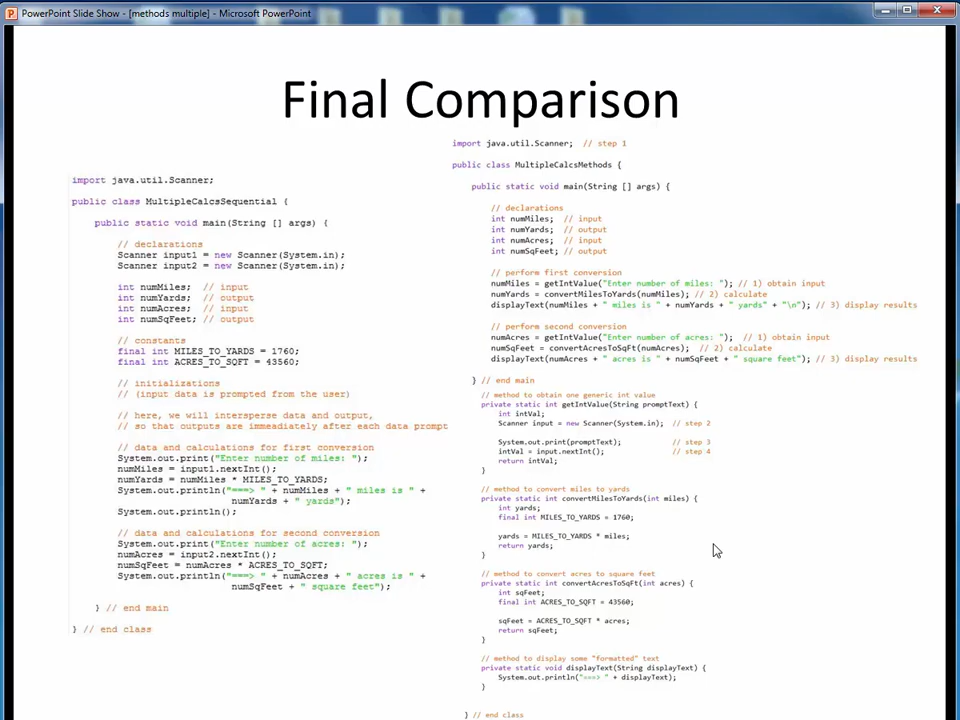 PowerPoint Slide Show - [methods multiple] - Microsoft PowerPoint
Final Comparison
import java.util.Scanner;
public class MultipleCalcsSequential {
public static void main(String [] args) {
// declarations
Scanner input1 = new Scanner(System.in);
Scanner input2 = new Scanner(System.in);
int numMiles; // input
int numYards; // output
int numAcres; // input
int numSqFeet; // output
// constants
final int MILES_TO_YARDS = 1760;
final int ACRES_TO_SQFT = 43560;
// initializations
// (input data is prompted from the user)
// here, we will intersperse data and output,
// so that outputs are immeadiately after each data prompt
// data and calculations for first conversion
System.out.print("Enter number of miles: ");
numMiles = input1.nextInt();
numYards = numMiles * MILES_TO_YARDS;
System.out.println("===> " + numMiles + " miles is " +
numYards + " yards");
System.out.println();
// data and calculations for second conversion
System.out.print("Enter number of acres: ");
numAcres = input2.nextInt();
numSqFeet = numAcres * ACRES_TO_SQFT;
System.out.println("===> " + numAcres + " acres is " +
numSqFeet + " square feet");
} // end main
} // end class
import java.util.Scanner; // step 1
public class MultipleCalcsMethods {
public static void main(String [] args) {
// declarations
int numMiles; // input
int numYards; // output
int numAcres; // input
int numSqFeet; // output
// perform first conversion
numMiles = getIntValue("Enter number of miles: "); // 1) obtain input
numYards = convertMilesToYards(numMiles); // 2) calculate
displayText(numMiles + " miles is " + numYards + " yards" + "\n"); // 3) display results
// perform second conversion
numAcres = getIntValue("Enter number of acres: "); // 1) obtain input
numSqFeet = convertAcresToSqFt(numAcres); // 2) calculate
displayText(numAcres + " acres is " + numSqFeet + " square feet"); // 3) display results
} // end main
// method to obtain one generic int value
private static int getIntValue(String promptText) {
int intVal;
Scanner input = new Scanner(System.in); // step 2
System.out.print(promptText); // step 3
intVal = input.nextInt(); // step 4
return intVal;
}
// method to convert miles to yards
private static int convertMilesToYards(int miles) {
int yards;
final int MILES_TO_YARDS = 1760;
yards = MILES_TO_YARDS * miles;
return yards;
}
// method to convert acres to square feet
private static int convertAcresToSqFt(int acres) {
int sqFeet;
final int ACRES_TO_SQFT = 43560;
sqFeet = ACRES_TO_SQFT * acres;
return sqFeet;
}
// method to display some "formatted" text
private static void displayText(String displayText) {
System.out.println("===> " + displayText);
}
} // end class